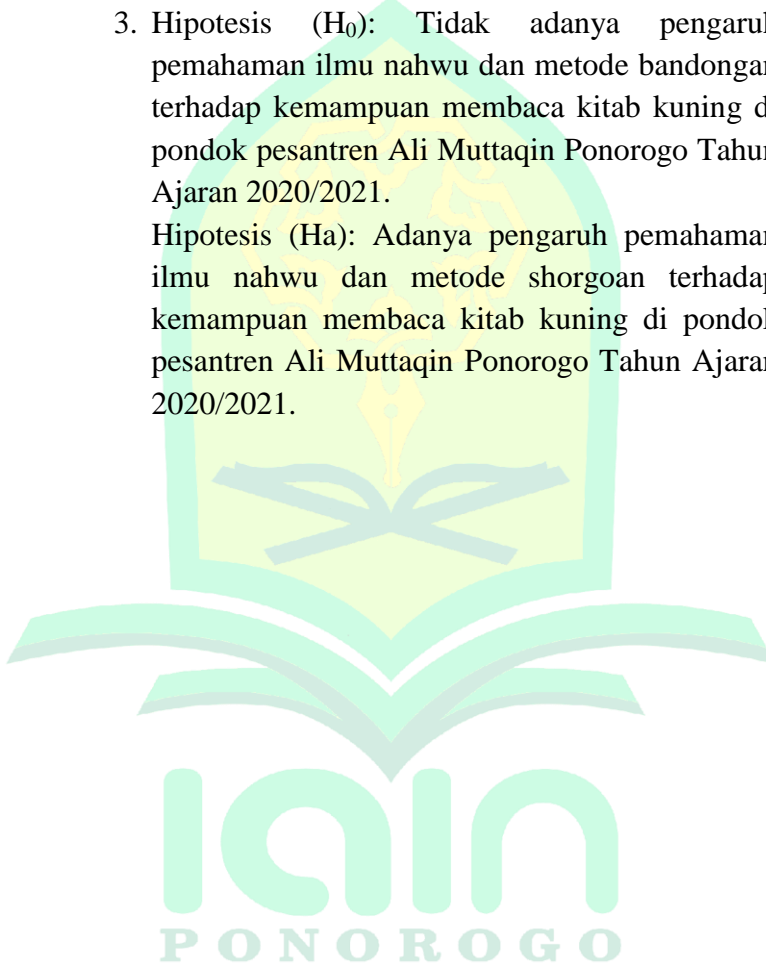 3. Hipotesis (H₀): Tidak adanya pengaruh
pemahaman ilmu nahwu dan metode bandongan
terhadap kemampuan membaca kitab kuning d
pondok pesantren Ali Muttaqin Ponorogo Tahun
Ajaran 2020/2021.
Hipotesis (Ha): Adanya pengaruh pemahaman
ilmu nahwu dan metode shorgoan terhadap
kemampuan membaca kitab kuning di pondok
pesantren Ali Muttaqin Ponorogo Tahun Ajaran
2020/2021.
iain
PONOROGO